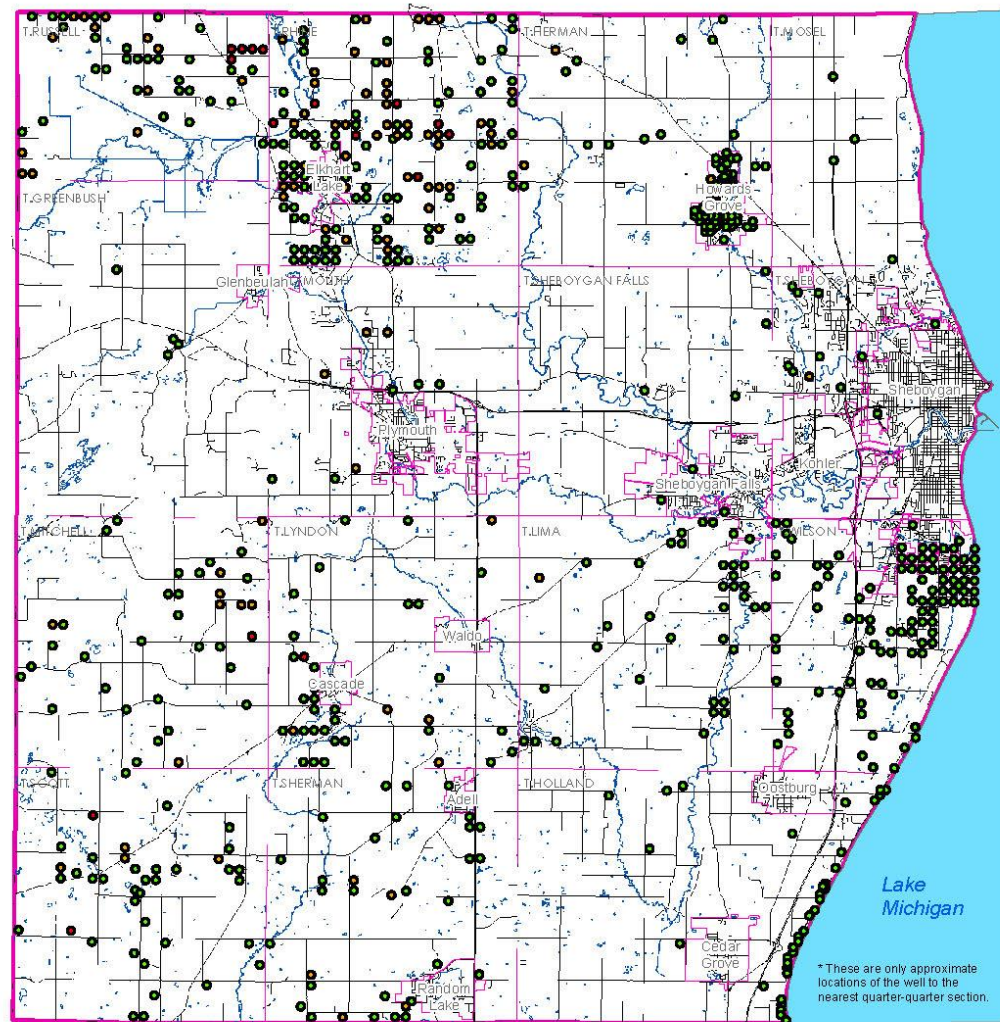 T.RUSSELL
T.RHINE
T.HERMAN
T.MOSEL
Elkhart
Lake
T.GREENBUSH
Howards
Grove
Glenbeulah
T.SHEBOYGAN FALLS
Sheboygan
Plymouth
Kohler
Sheboygan Falls
T.MITCHELL
T.LYNDON
T.LIMA
Waldo
Cascade
T.SHERMAN
T.HOLLAND
Adell
Oostburg
Lake
Michigan
Cedar
Grove
Random
Lake
* These are only approximate
locations of the well to the
nearest quarter-quarter section.